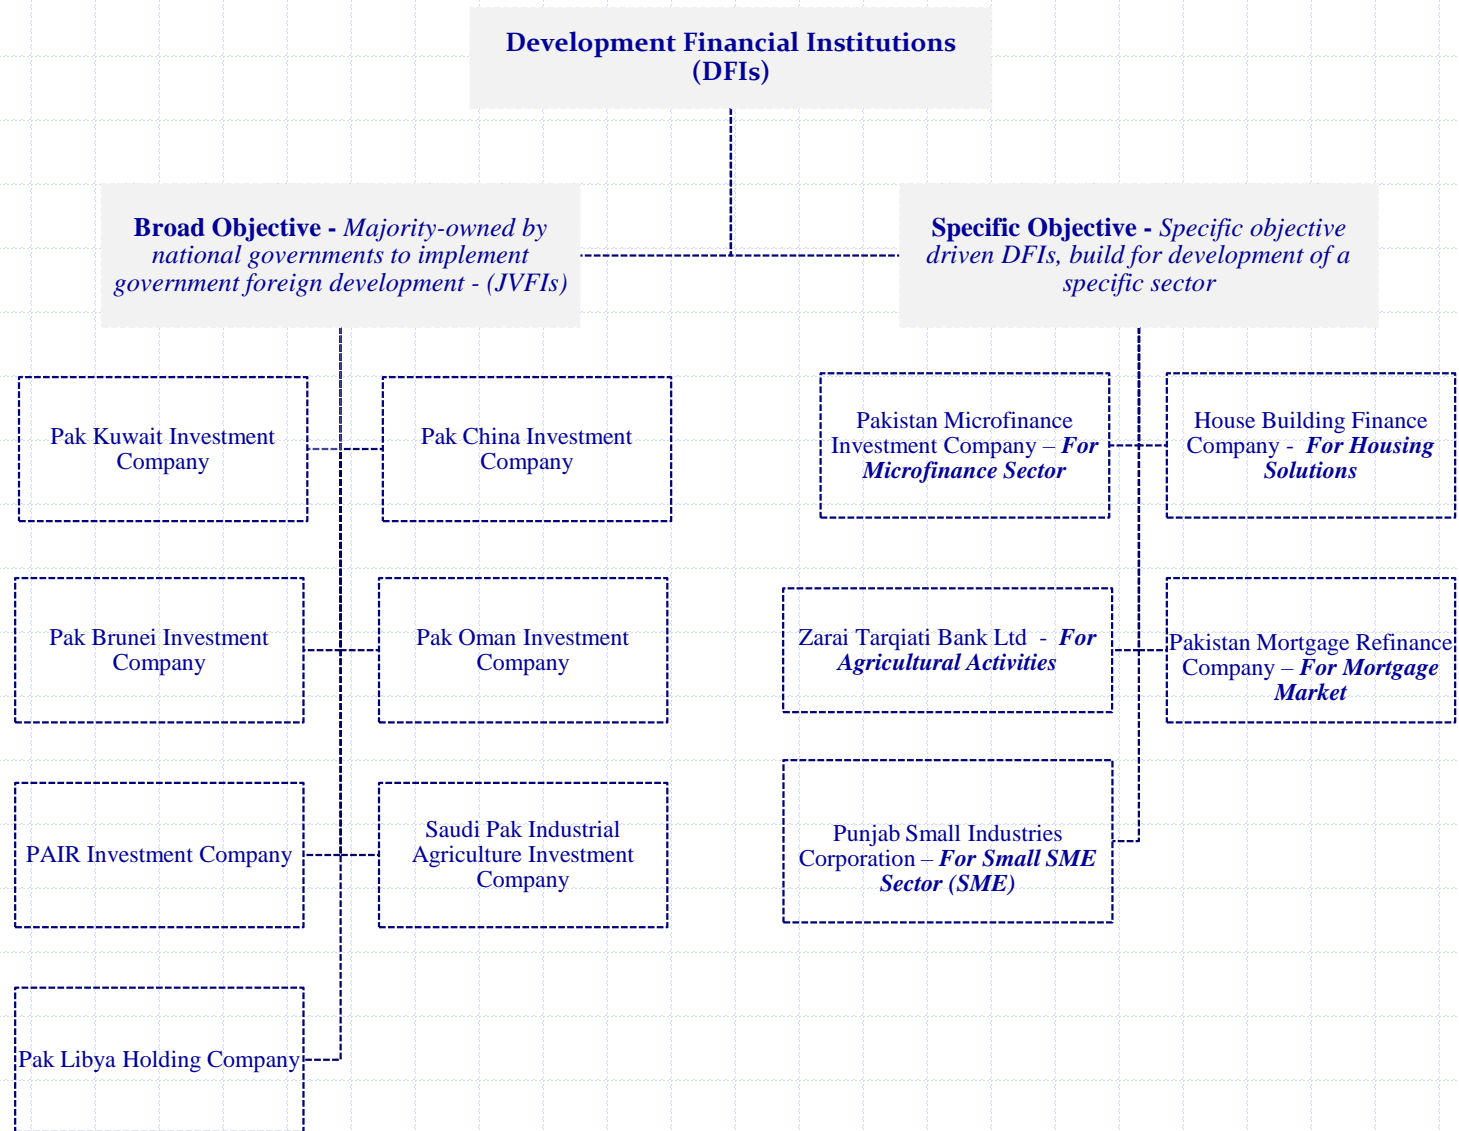 Development Financial Institutions
(DFIs)
Broad Objective - Majority-owned by
national governments to implement
government foreign development - (JVFIs)
Specific Objective - Specific objective
driven DFIs, build for development of a
specific sector
Pak Kuwait Investment
Company
Pak China Investment
Company
Pakistan Microfinance
Investment Company – For
Microfinance Sector
House Building Finance
Company -  For Housing
Solutions
Pak Brunei Investment
Company
Pak Oman Investment
Company
Zarai Tarqiati Bank Ltd  -  For
Agricultural Activities
Pakistan Mortgage Refinance
Company – For Mortgage
Market
PAIR Investment Company
Saudi Pak Industrial
Agriculture Investment
Company
Punjab Small Industries
Corporation – For Small SME
Sector (SME)
Pak Libya Holding Company